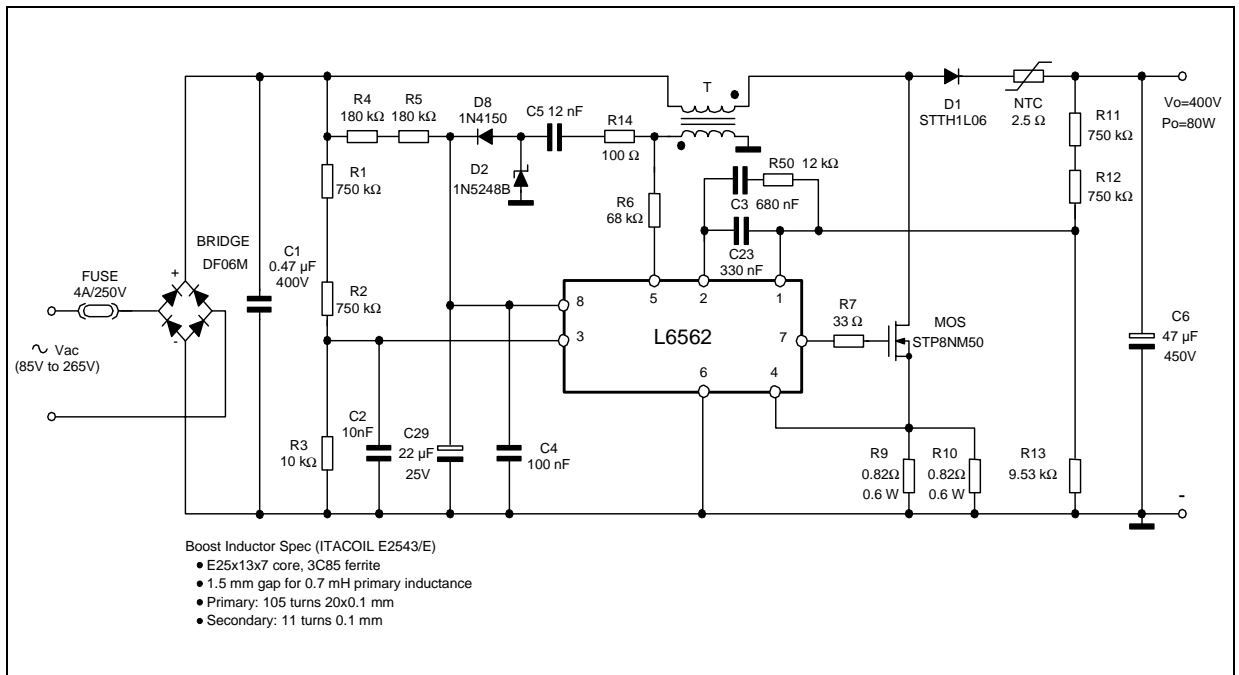 T
R4
180 kΩ
R5
180 kΩ
D8
1N4150
C5 12 nF
R14
100 Ω
D1
STTH1L06
NTC
2.5 Ω
Vo=400V
Po=80W
R11
750 kΩ
R12
750 kΩ
R1
750 kΩ
D2
1N5248B
R6
68 kΩ
R50 12 kΩ
C3 680 nF
C23
330 nF
BRIDGE
DF06M
FUSE
4A/250V
+
-
C1
0.47 µF
400V
R2
750 kΩ
~ Vac
(85V to 265V)
5
2
1
8
3
L6562
7
6
4
R7
33 Ω
MOS
STP8NM50
C6
47 µF
450V
R3
10 kΩ
C2
10nF
C29
22 µF
25V
C4
100 nF
R9
0.82Ω
0.6 W
R10
0.82Ω
0.6 W
R13
9.53 kΩ
-
Boost Inductor Spec (ITACOIL E2543/E)
● E25x13x7 core, 3C85 ferrite
● 1.5 mm gap for 0.7 mH primary inductance
● Primary: 105 turns 20x0.1 mm
● Secondary: 11 turns 0.1 mm